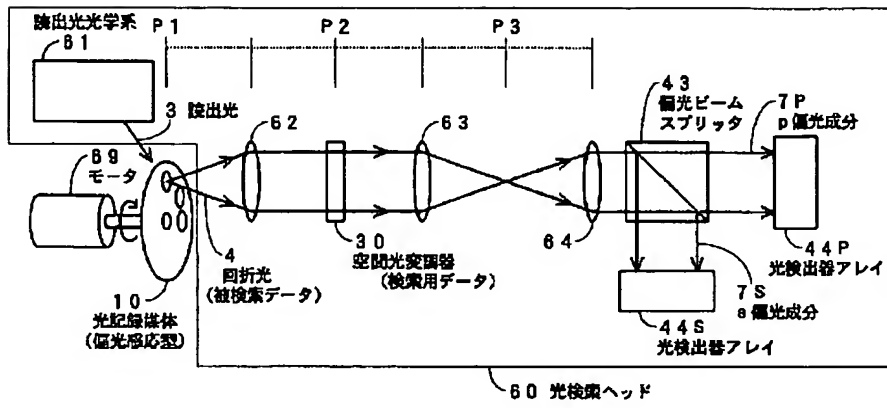 読出光光学系
61
P1
P2
P3
3 読出光
62
63
43
偏光ビーム
スプリッタ
7P
p偏光成分
69
モータ
4
回折光
(被検索データ)
30
空間光変調器
(検索用データ)
64
44P
光検出器アレイ
10
光記録媒体
(偏光感応型)
7S
s偏光成分
44S
光検出器アレイ
60 光検索ヘッド